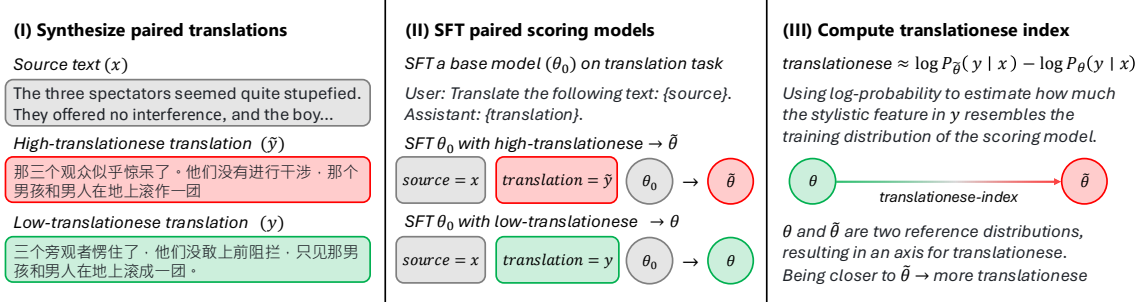 (I) Synthesize paired translations
Source text (x)
The three spectators seemed quite stupefied.
They offered no interference, and the boy...
High-translationese translation (ỹ)
那三个观众似乎惊呆了。他们没有进行干涉，那个
男孩和男人在地上滚作一团
Low-translationese translation (y)
三个旁观者愣住了，他们没敢上前阻拦，只见那男
孩和男人在地上滚成一团。
(II) SFT paired scoring models
SFT a base model (θ₀) on translation task
User: Translate the following text: {source}.
Assistant: {translation}.
SFT θ₀ with high-translationese → θ̃
source = x translation = ỹ θ₀ → θ̃
SFT θ₀ with low-translationese → θ
source = x translation = y θ₀ → θ
(III) Compute translationese index
translationese ≈ log P_θ̃(y | x) − log P_θ(y | x)
Using log-probability to estimate how much
the stylistic feature in y resembles the
training distribution of the scoring model.
θ θ̃
translationese-index
θ and θ̃ are two reference distributions,
resulting in an axis for translationese.
Being closer to θ̃ → more translationese